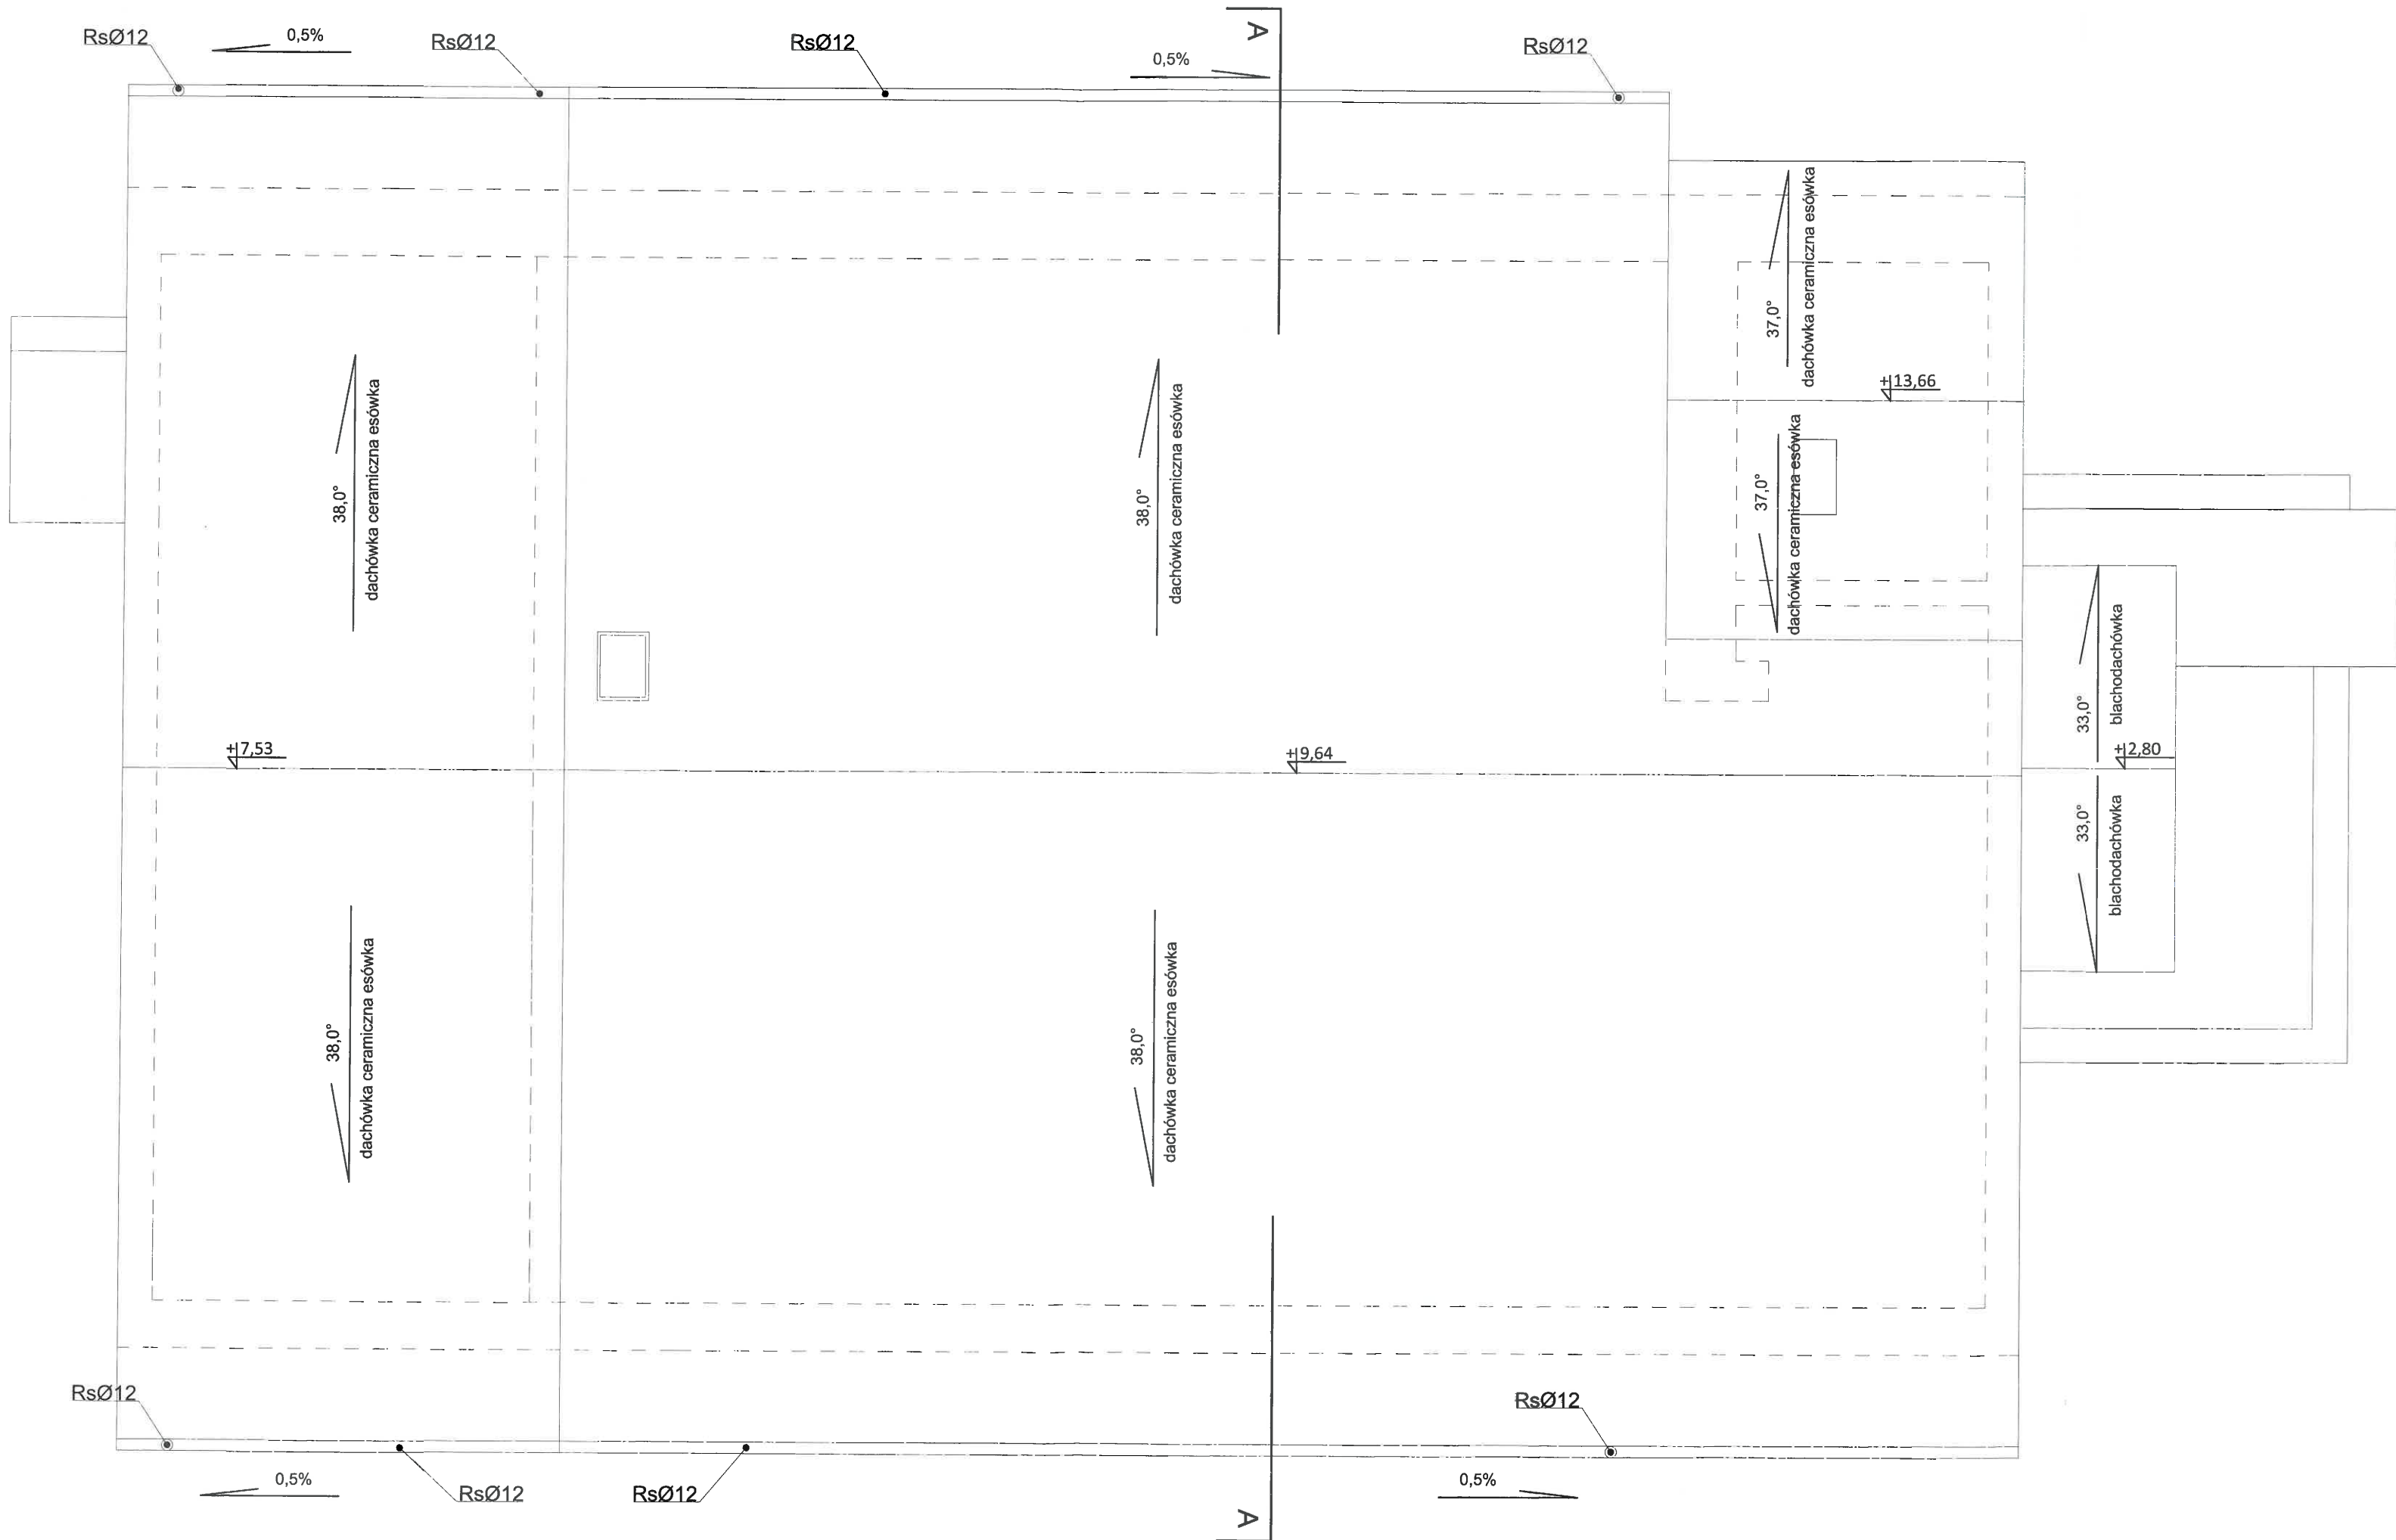 A
RsØ12
0,5%
RsØ12
RsØ12
0,5%
RsØ12
37,0°
dachówka ceramiczna esówka
+13,66
38,0°
dachówka ceramiczna esówka
38,0°
dachówka ceramiczna esówka
37,0°
dachówka ceramiczna esówka
33,0°
blachodachówka
+7,53
+9,64
+2,80
33,0°
blachodachówka
38,0°
dachówka ceramiczna esówka
38,0°
dachówka ceramiczna esówka
RsØ12
RsØ12
0,5%
RsØ12
RsØ12
0,5%
A